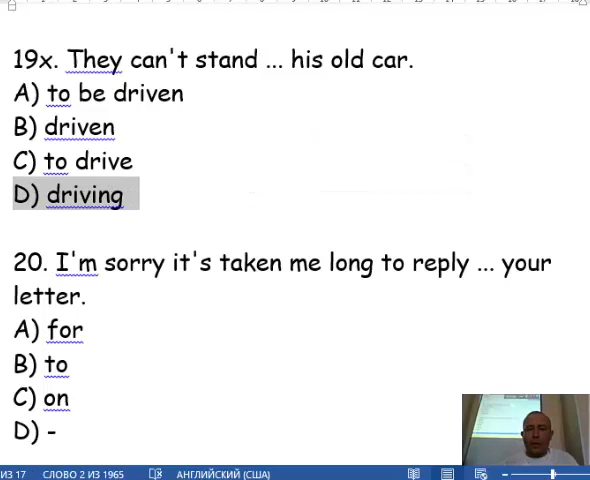 19x. They can't stand ... his old car.
A) to be driven
B) driven
C) to drive
D) driving
20. I'm sorry it's taken me long to reply ... your
letter.
A) for
B) to
C) on
D) -
ИЗ 17 СЛОВО 2 ИЗ 1965 АНГЛИЙСКИЙ (США)